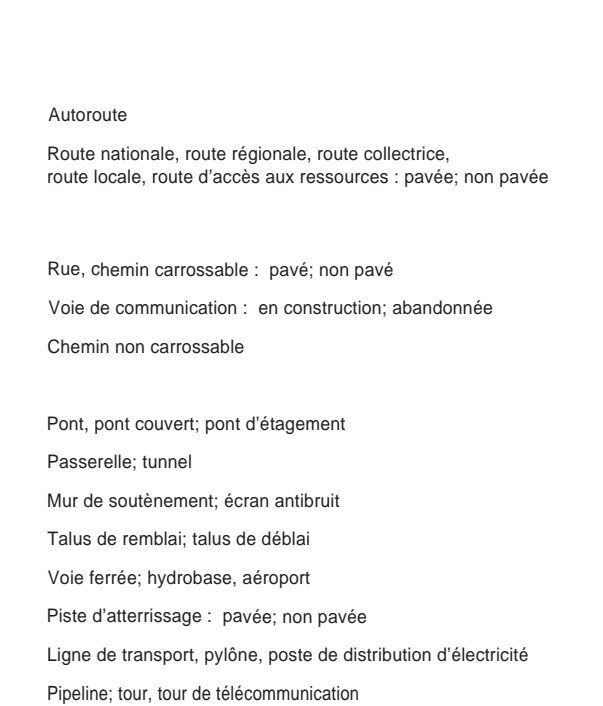 Autoroute
Route nationale, route régionale, route collectrice,
route locale, route d'accès aux ressources : pavée; non pavée
Rue, chemin carrossable : pavé; non pavé
Voie de communication : en construction; abandonnée
Chemin non carrossable
Pont, pont couvert; pont d'étagement
Passerelle; tunnel
Mur de soutènement; écran antibruit
Talus de remblai; talus de déblai
Voie ferrée; hydrobase, aéroport
Piste d'atterrissage : pavée; non pavée
Ligne de transport, pylône, poste de distribution d'électricité
Pipeline; tour, tour de télécommunication